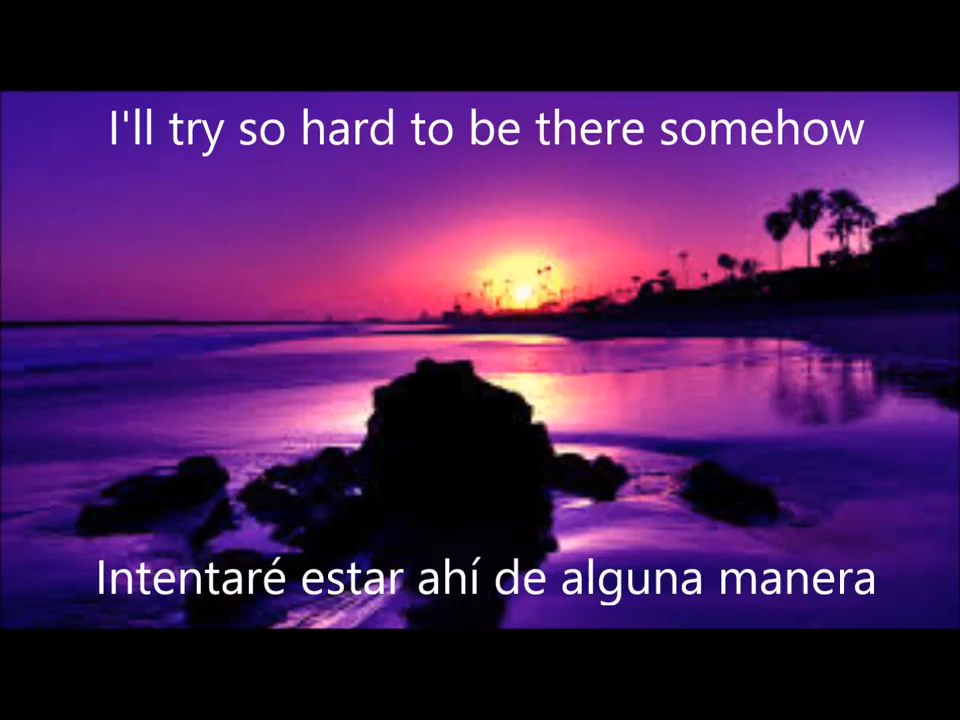 I'll try so hard to be there somehow
Intentaré estar ahí de alguna manera